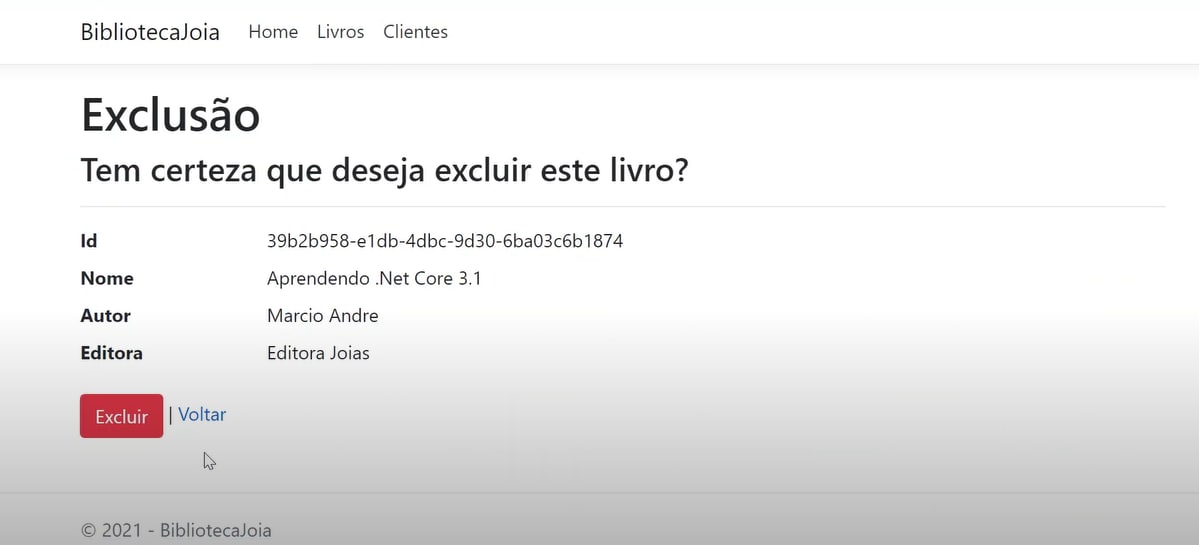 BibliotecaJoia Home Livros Clientes
Exclusão
Tem certeza que deseja excluir este livro?
Id 39b2b958-e1db-4dbc-9d30-6ba03c6b1874
Nome Aprendendo .Net Core 3.1
Autor Marcio Andre
Editora Editora Joias
Excluir | Voltar
© 2021 - BibliotecaJoia